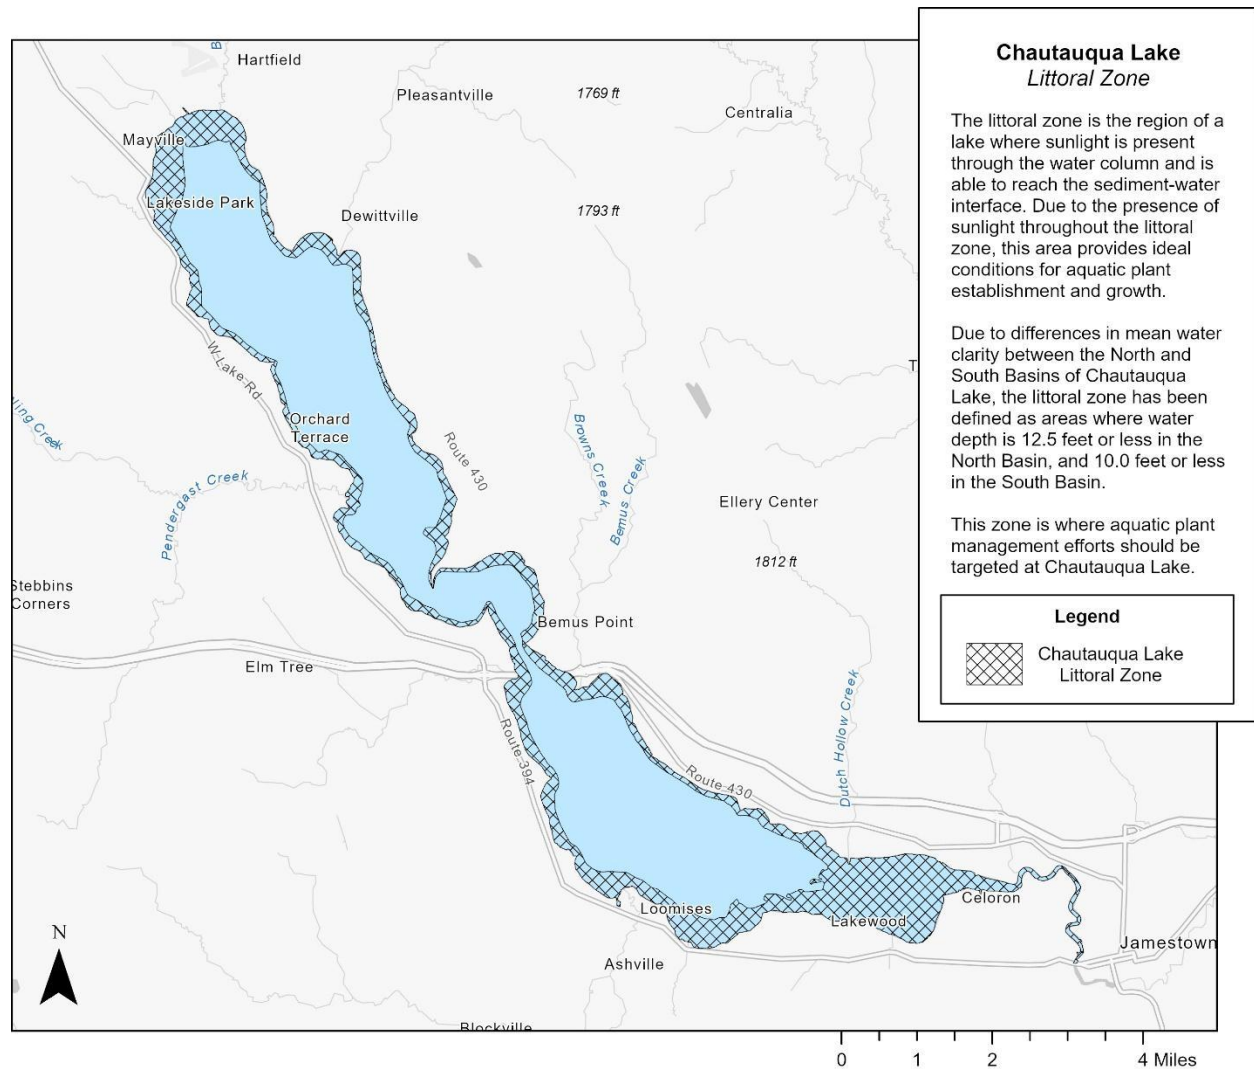 Chautauqua Lake
Littoral Zone
The littoral zone is the region of a
lake where sunlight is present
through the water column and is
able to reach the sediment-water
interface. Due to the presence of
sunlight throughout the littoral
zone, this area provides ideal
conditions for aquatic plant
establishment and growth.
Due to differences in mean water
clarity between the North and
South Basins of Chautauqua
Lake, the littoral zone has been
defined as areas where water
depth is 12.5 feet or less in the
North Basin, and 10.0 feet or less
in the South Basin.
This zone is where aquatic plant
management efforts should be
targeted at Chautauqua Lake.
Legend
Chautauqua Lake
Littoral Zone
B
Hartfield
Pleasantville
1769 ft
Centralia
Mayville
Lakeside Park
Dewittville
1793 ft
T
W Lake Rd
Orchard
Terrace
Route 430
Browns Creek
Bemus Creek
ling Creek
Pendergast Creek
Ellery Center
1812 ft
Stebbins
Corners
Bemus Point
Elm Tree
Route 394
Route 430
Dutch Hollow Creek
Loomises
Lakewood
Celoron
Jamestown
Ashville
Blockville
N
0 1 2 4 Miles